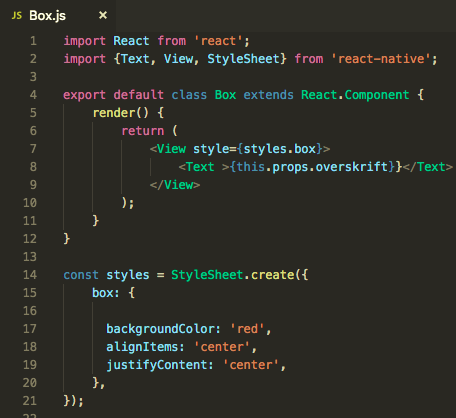 JS Box.js ×
1 import React from 'react';
2 import {Text, View, StyleSheet} from 'react-native';
3
4 export default class Box extends React.Component {
5     render() {
6         return (
7             <View style={styles.box}>
8                 <Text >{this.props.overskrift}}</Text>
9             </View>
10         );
11     }
12 }
13
14 const styles = StyleSheet.create({
15     box: {
16
17       backgroundColor: 'red',
18       alignItems: 'center',
19       justifyContent: 'center',
20     },
21 });
22